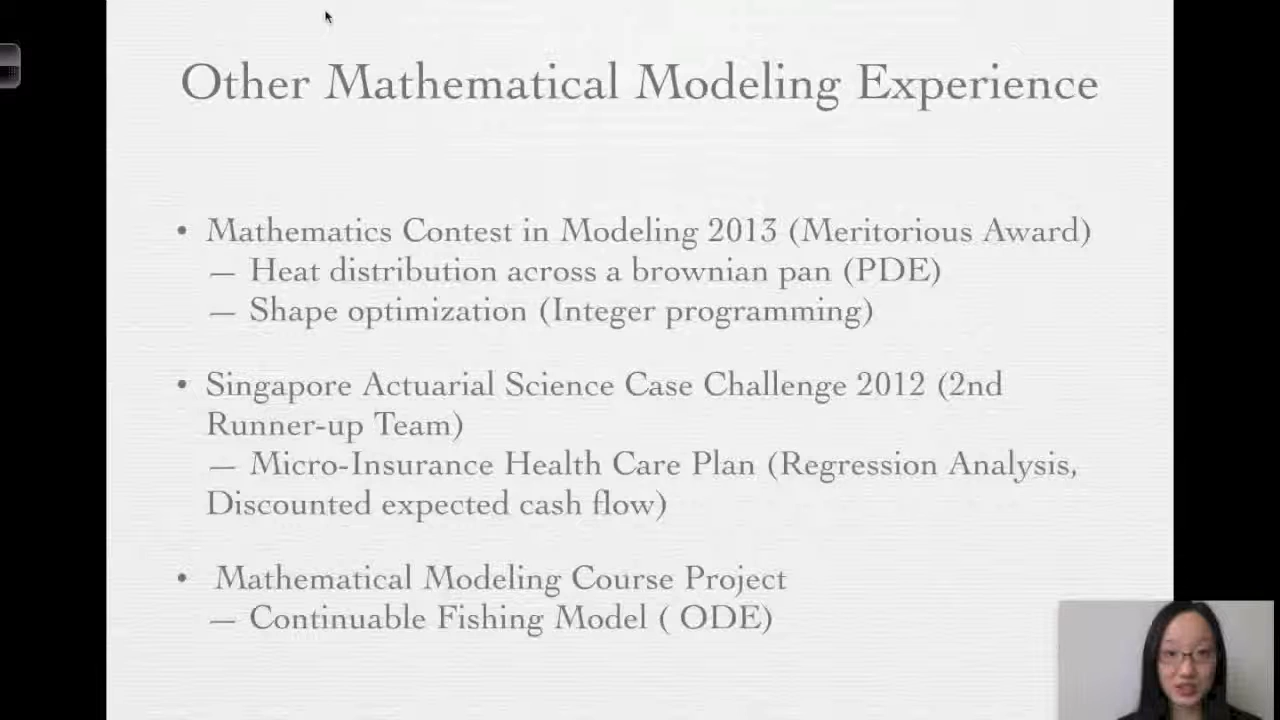 Other Mathematical Modeling Experience
• Mathematics Contest in Modeling 2013 (Meritorious Award)
— Heat distribution across a brownian pan (PDE)
— Shape optimization (Integer programming)
• Singapore Actuarial Science Case Challenge 2012 (2nd
Runner-up Team)
— Micro-Insurance Health Care Plan (Regression Analysis,
Discounted expected cash flow)
• Mathematical Modeling Course Project
— Continuable Fishing Model ( ODE)